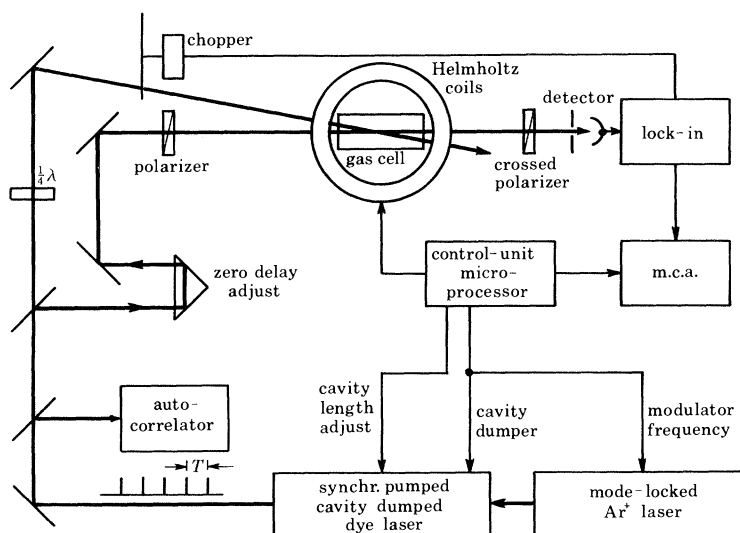 chopper
Helmholtz
coils
detector
polarizer
gas cell
crossed
polarizer
lock-in
¼λ
zero delay
adjust
control-unit
micro-
processor
m.c.a.
auto-
correlator
cavity
length
adjust
cavity
dumper
modulator
frequency
T
synchr. pumped
cavity dumped
dye laser
mode-locked
Ar⁺ laser